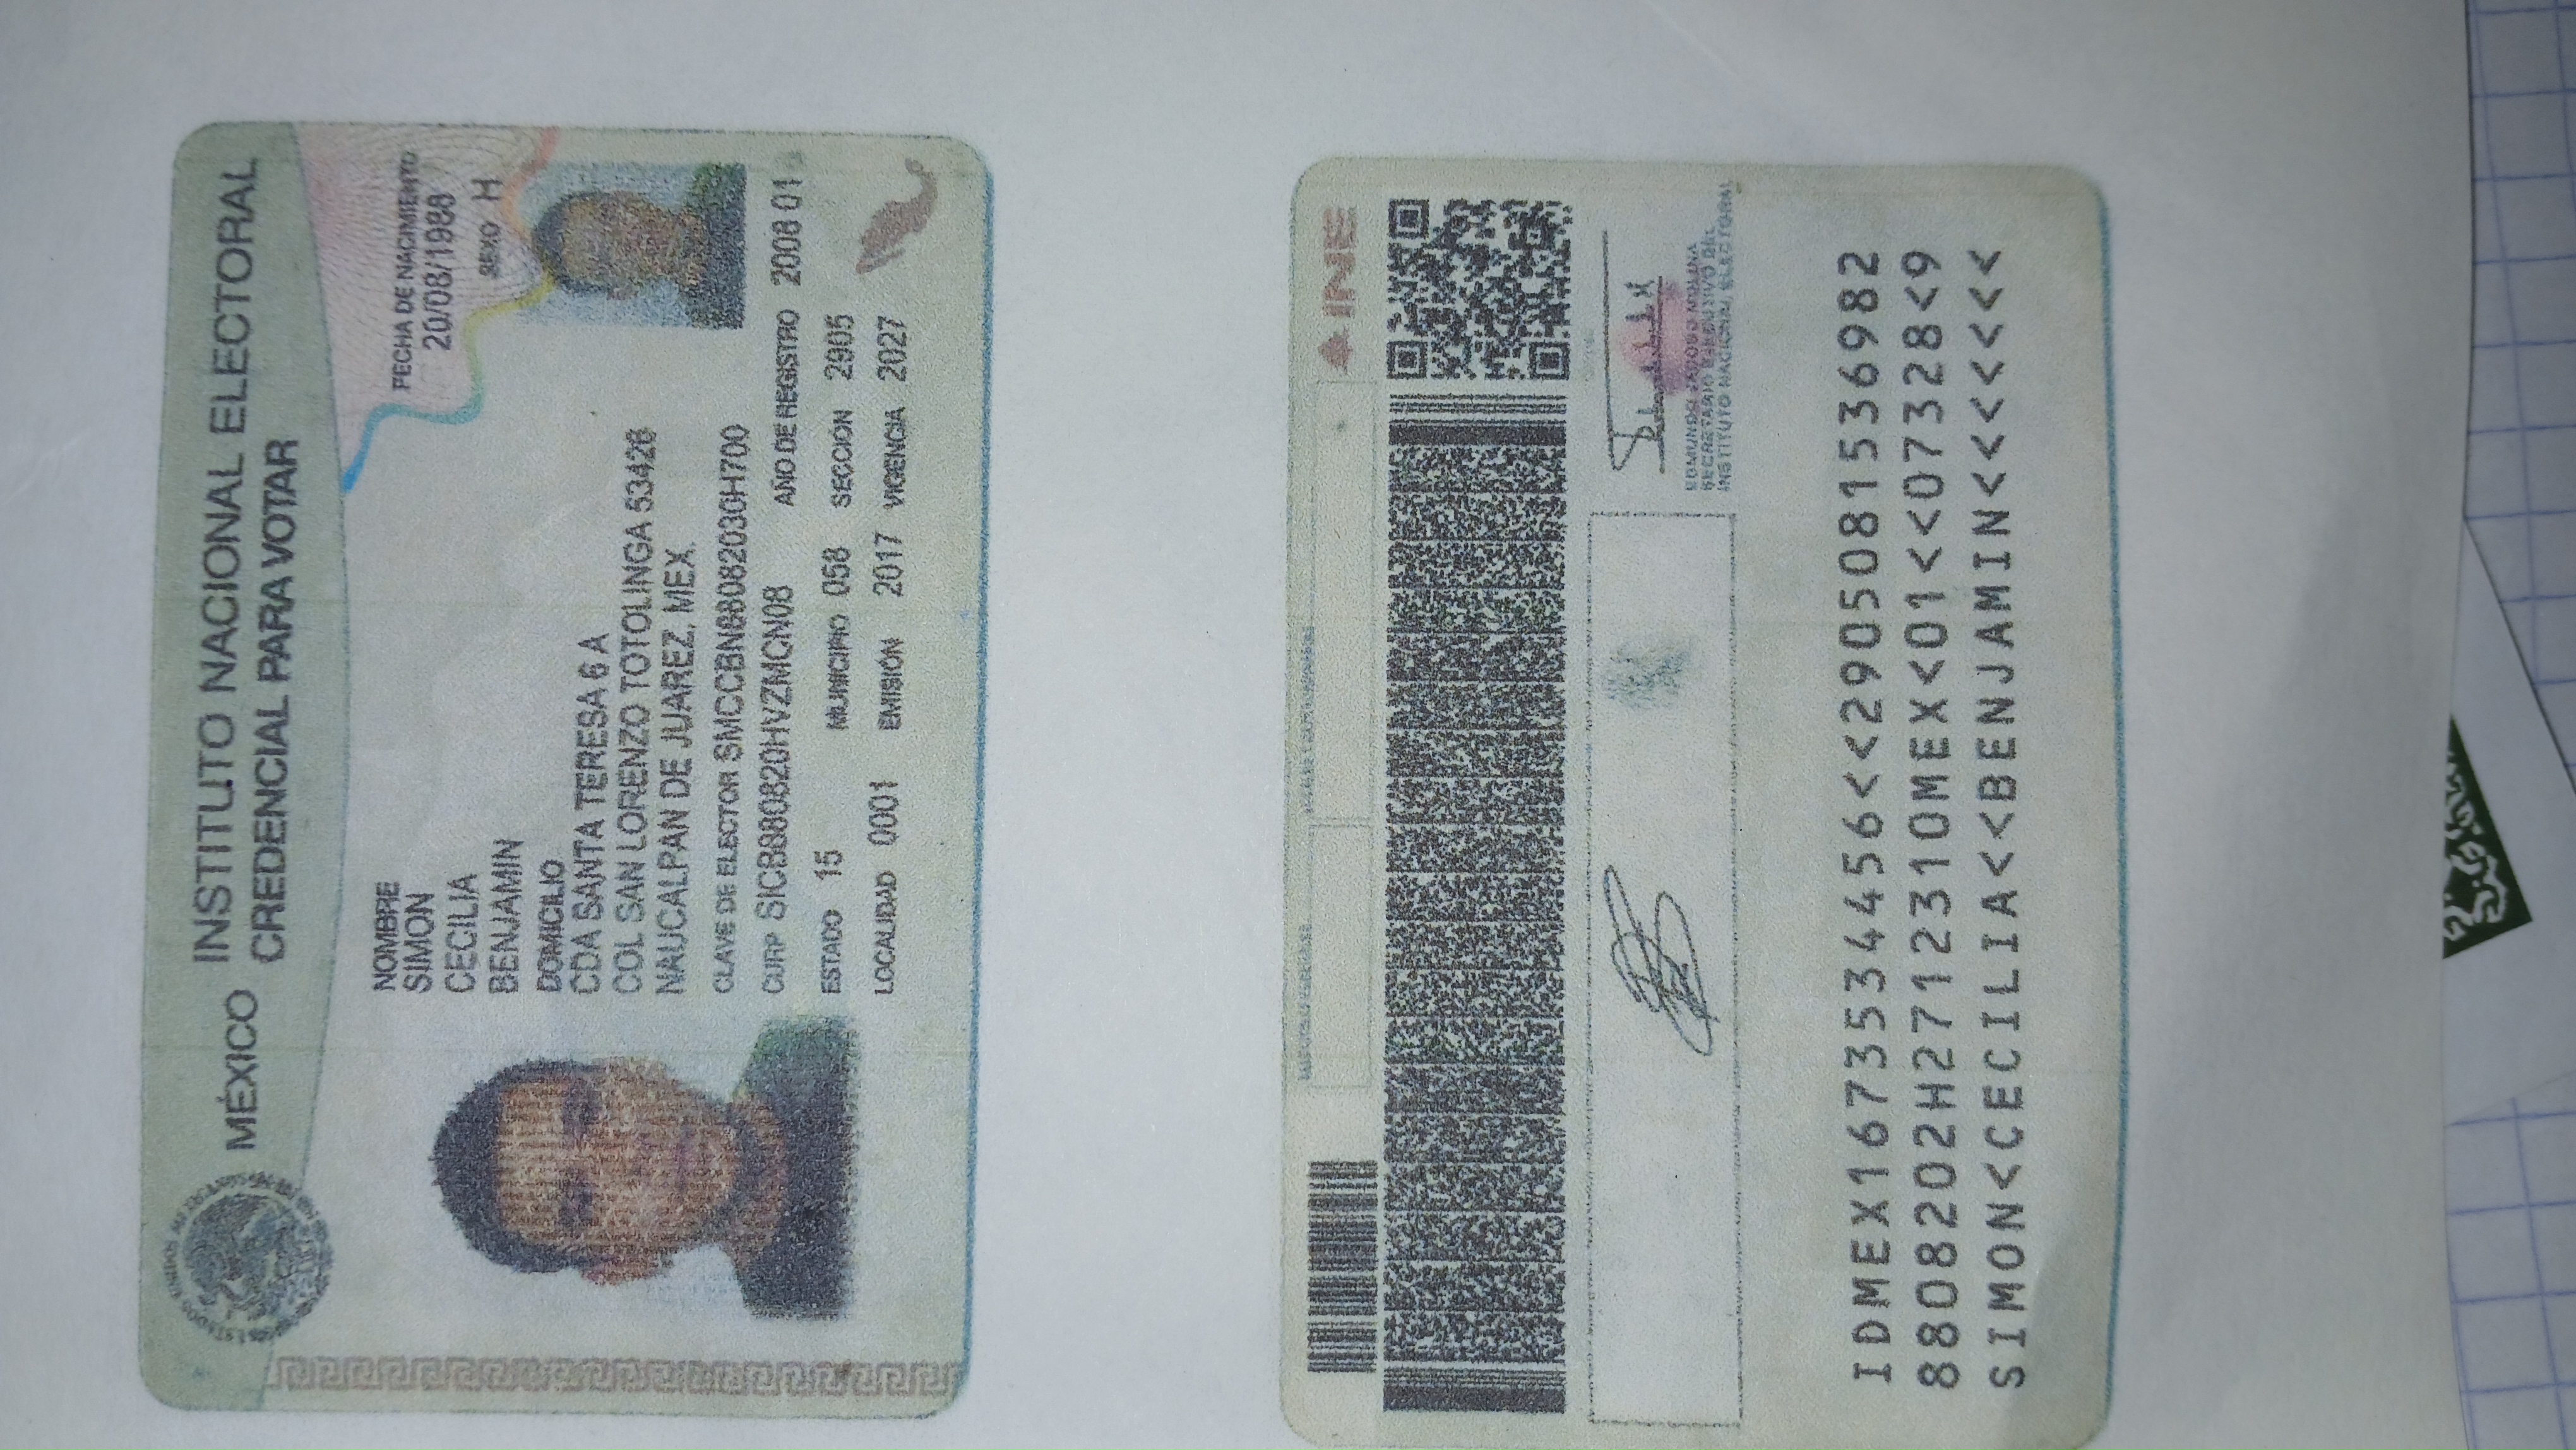 MÉXICO INSTITUTO NACIONAL ELECTORAL
CREDENCIAL PARA VOTAR
NOMBRE
SIMON
CECILIA
BENJAMIN
FECHA DE NACIMIENTO
20/08/1988
SEXO H
DOMICILIO
CDA SANTA TERESA 6 A
COL SAN LORENZO TOTOLINGA 53426
NAUCALPAN DE JUAREZ, MEX.
CLAVE DE ELECTOR SMCCBN88082030H700
CURP SICB880820HVZMCN08
AÑO DE REGISTRO 2008 01
ESTADO 15
MUNICIPIO 058
SECCIÓN 2905
LOCALIDAD 0001
EMISIÓN 2017
VIGENCIA 2027
INE
EDMUNDO JACOBO MOLINA
SECRETARIO EJECUTIVO DEL
INSTITUTO NACIONAL ELECTORAL
IDMEX1673534456<<2905081536982
8808202H2712310MEX<01<<07328<9
SIMON<CECILIA<<BENJAMIN<<<<<<<